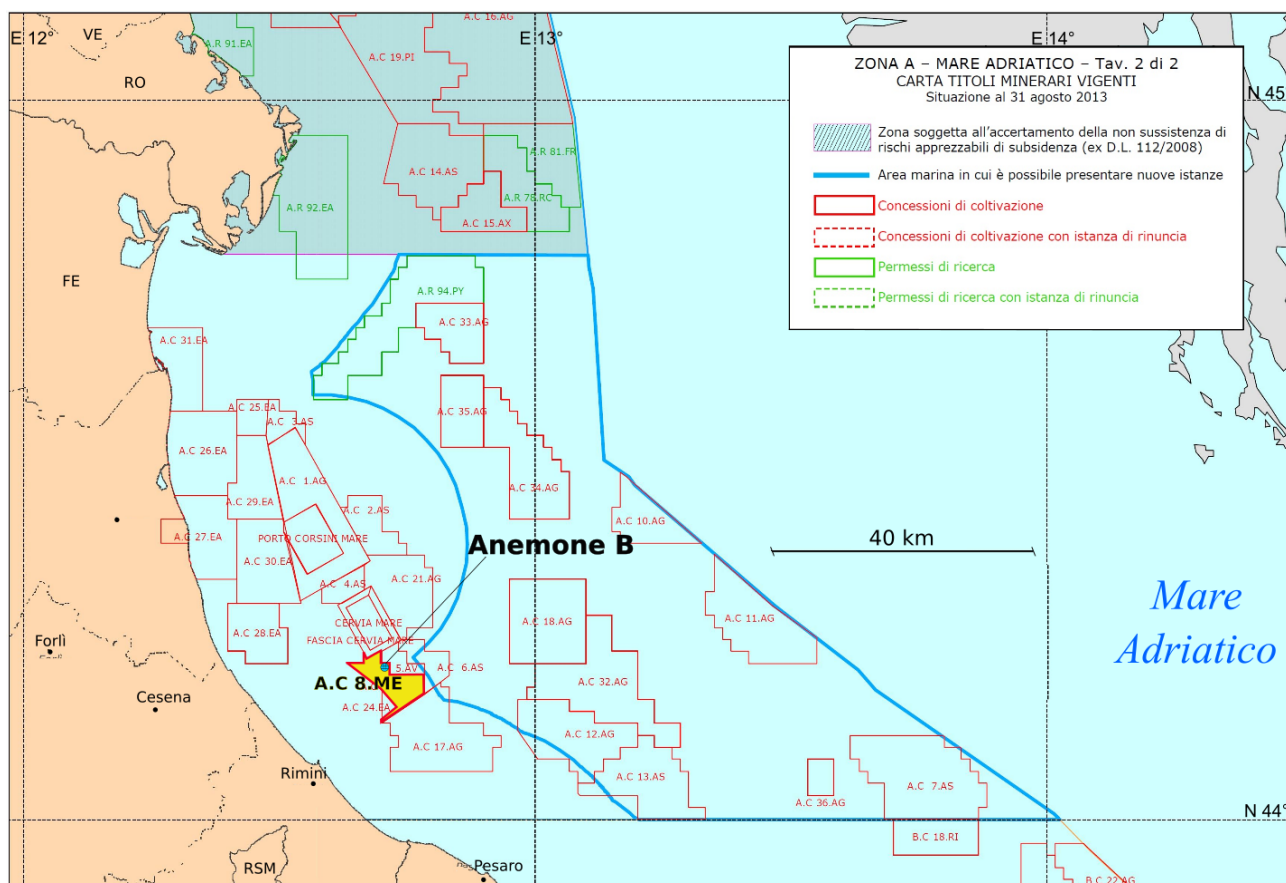 E 12°
VE
A.R 91.EA
A.C 16.AG
E 13°
E 14°
A.C 19.PI
RO
ZONA A – MARE ADRIATICO – Tav. 2 di 2
CARTA TITOLI MINERARI VIGENTI
Situazione al 31 agosto 2013
N 45°
Zona soggetta all'accertamento della non sussistenza di
rischi apprezzabili di subsidenza (ex D.L. 112/2008)
Area marina in cui è possibile presentare nuove istanze
Concessioni di coltivazione
Concessioni di coltivazione con istanza di rinuncia
Permessi di ricerca
Permessi di ricerca con istanza di rinuncia
A.R 81.FR
A.C 14.AS
A.R 78.RC
A.R 92.EA
A.C 15.AX
FE
A.R 94.PY
A.C 33.AG
A.C 31.EA
A.C 25.EA
A.C 3.AS
A.C 35.AG
A.C 26.EA
A.C 1.AG
A.C 34.AG
A.C 29.EA
A.C 2.AS
A.C 10.AG
A.C 27.EA
PORTO CORSINI MARE
Anemone B
40 km
A.C 30.EA
A.C 4.AS
A.C 21.AG
Mare
Adriatico
CERVIA MARE
A.C 18.AG
A.C 11.AG
A.C 28.EA
FASCIA CERVIA MARE
Forlì
5.AV
A.C 6.AS
A.C 8.ME
A.C 32.AG
Cesena
A.C 24.EA
A.C 12.AG
A.C 17.AG
Rimini
A.C 13.AS
A.C 36.AG
A.C 7.AS
N 44°
B.C 18.RI
RSM
Pesaro
B.C 22.AG